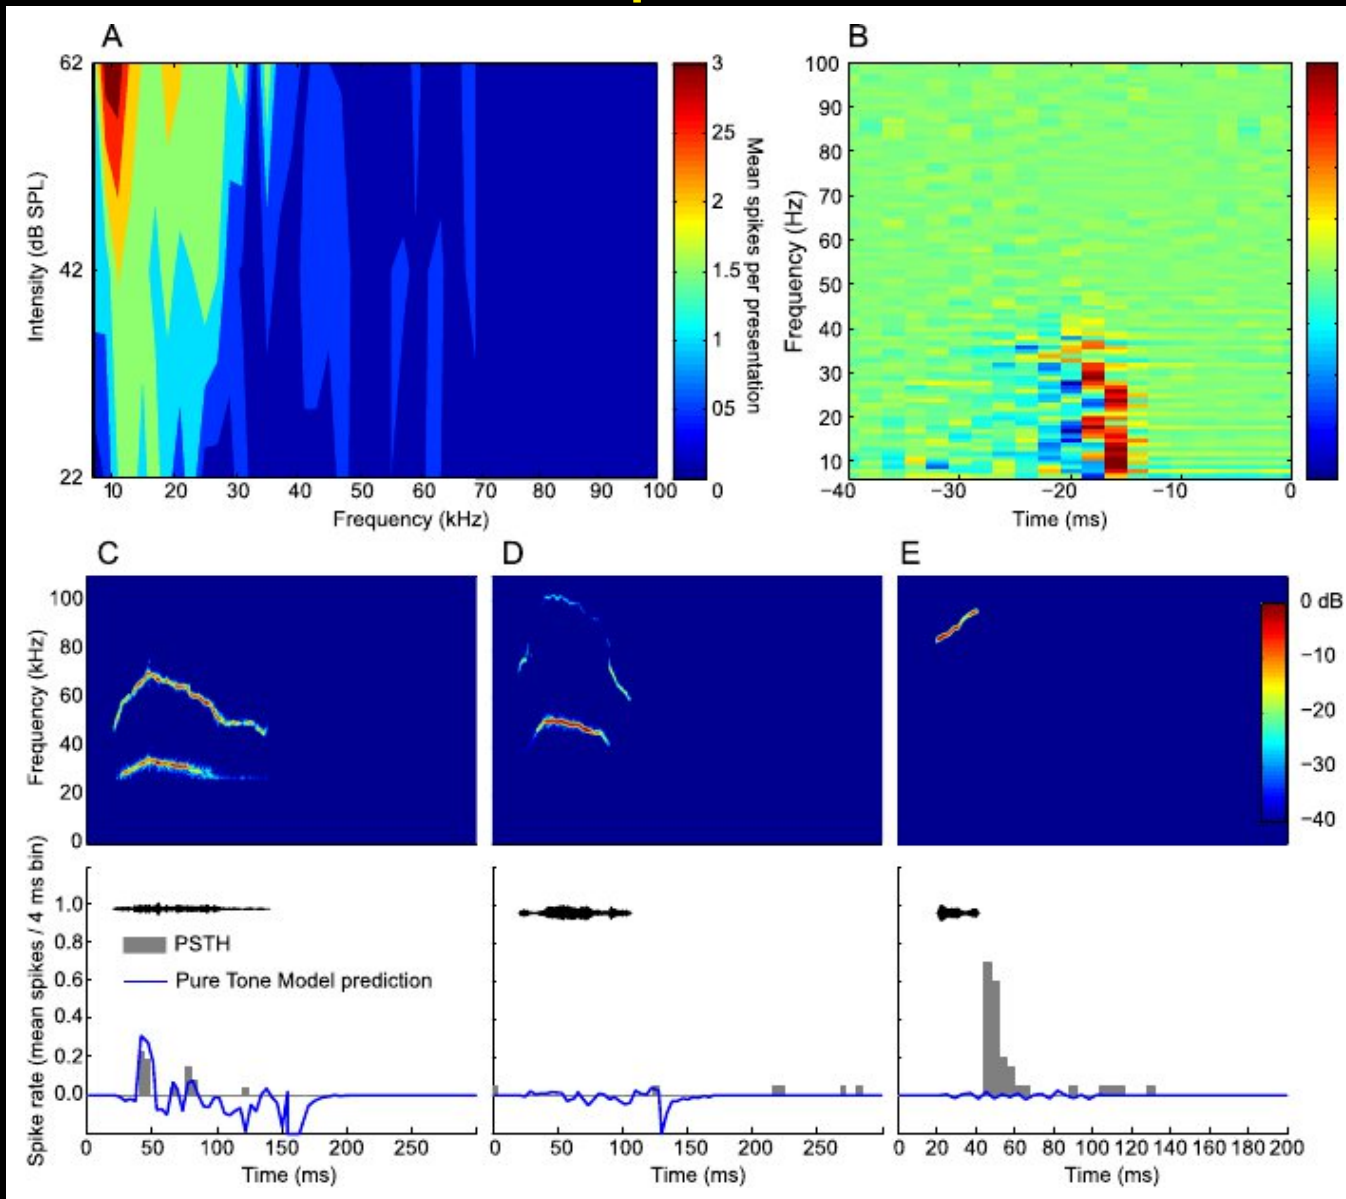 A
62
42
22
Intensity (dB SPL)
10 20 30 40 50 60 70 80 90 100
Frequency (kHz)
3
25
2
1.5
1
05
0
Mean spikes per presentation
B
100
90
80
70
60
50
40
30
20
10
Frequency (Hz)
−40 −30 −20 −10 0
Time (ms)
C
100
80
60
40
20
0
Frequency (kHz)
D
E
0 dB
−10
−20
−30
−40
1.0
0.8
0.6
0.4
0.2
0.0
Spike rate (mean spikes / 4 ms bin)
PSTH
Pure Tone Model prediction
0 50 100 150 200 250
Time (ms)
0 50 100 150 200 250
Time (ms)
0 20 40 60 80 100 120 140 160 180 200
Time (ms)